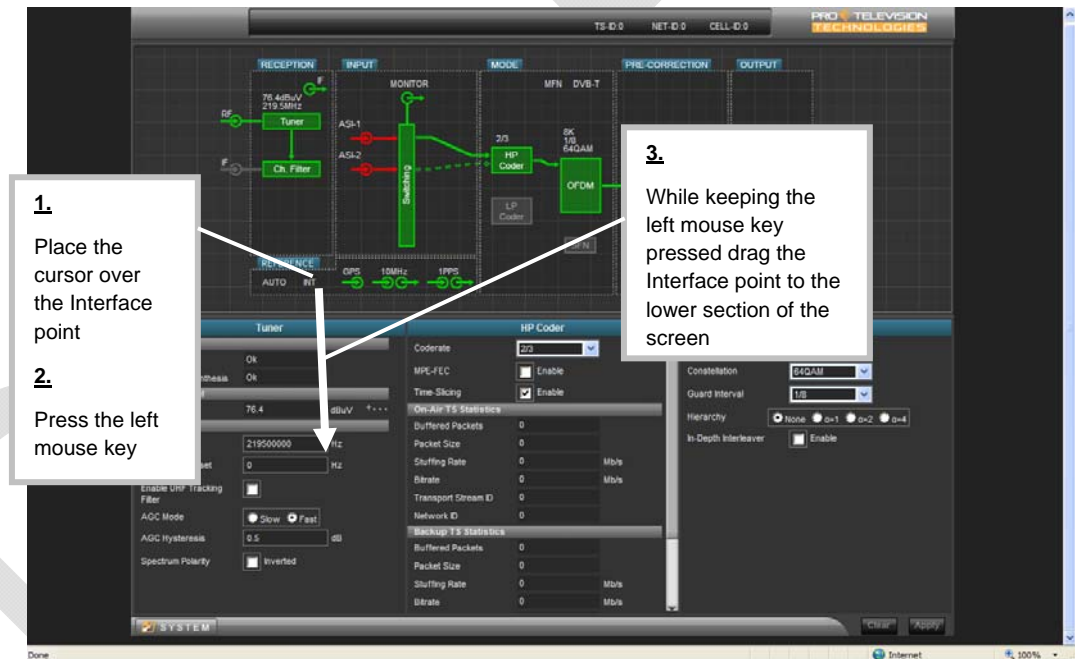 TS-ID:0 NET-ID:0 CELL-ID:0
PRO TELEVISION
TECHNOLOGIES
RECEPTION INPUT MODE PRE-CORRECTION OUTPUT
IF
MONITOR
MFN DVB-T
76.4dBuV
219.5MHz
RF
Tuner
ASI-1
2/3
8K
1/8
64QAM
ASI-2
HP
Coder
IF
Ch. Filter
Switching
OFDM
LP
Coder
SFN
REFERENCE
AUTO INT
GPS 10MHz 1PPS
1.
Place the
cursor over
the Interface
point
2.
Press the left
mouse key
3.
While keeping the
left mouse key
pressed drag the
Interface point to the
lower section of the
screen
Tuner
Ok
Ok
76.4 dBuV
219500000 Hz
0 Hz
Enable UHF Tracking
Filter
AGC Mode Slow Fast
AGC Hysteresis 0.5 dB
Spectrum Polarity Inverted
HP Coder
Coderate 2/3
MPE-FEC Enable
Time-Slicing Enable
On-Air TS Statistics
Buffered Packets 0
Packet Size 0
Stuffing Rate 0 Mb/s
Bitrate 0 Mb/s
Transport Stream ID 0
Network ID 0
Backup TS Statistics
Buffered Packets 0
Packet Size 0
Stuffing Rate 0 Mb/s
Bitrate 0 Mb/s
Constellation 64QAM
Guard Interval 1/8
Hierarchy None α=1 α=2 α=4
In-Depth Interleaver Enable
SYSTEM
Clear Apply
Done Internet 100%